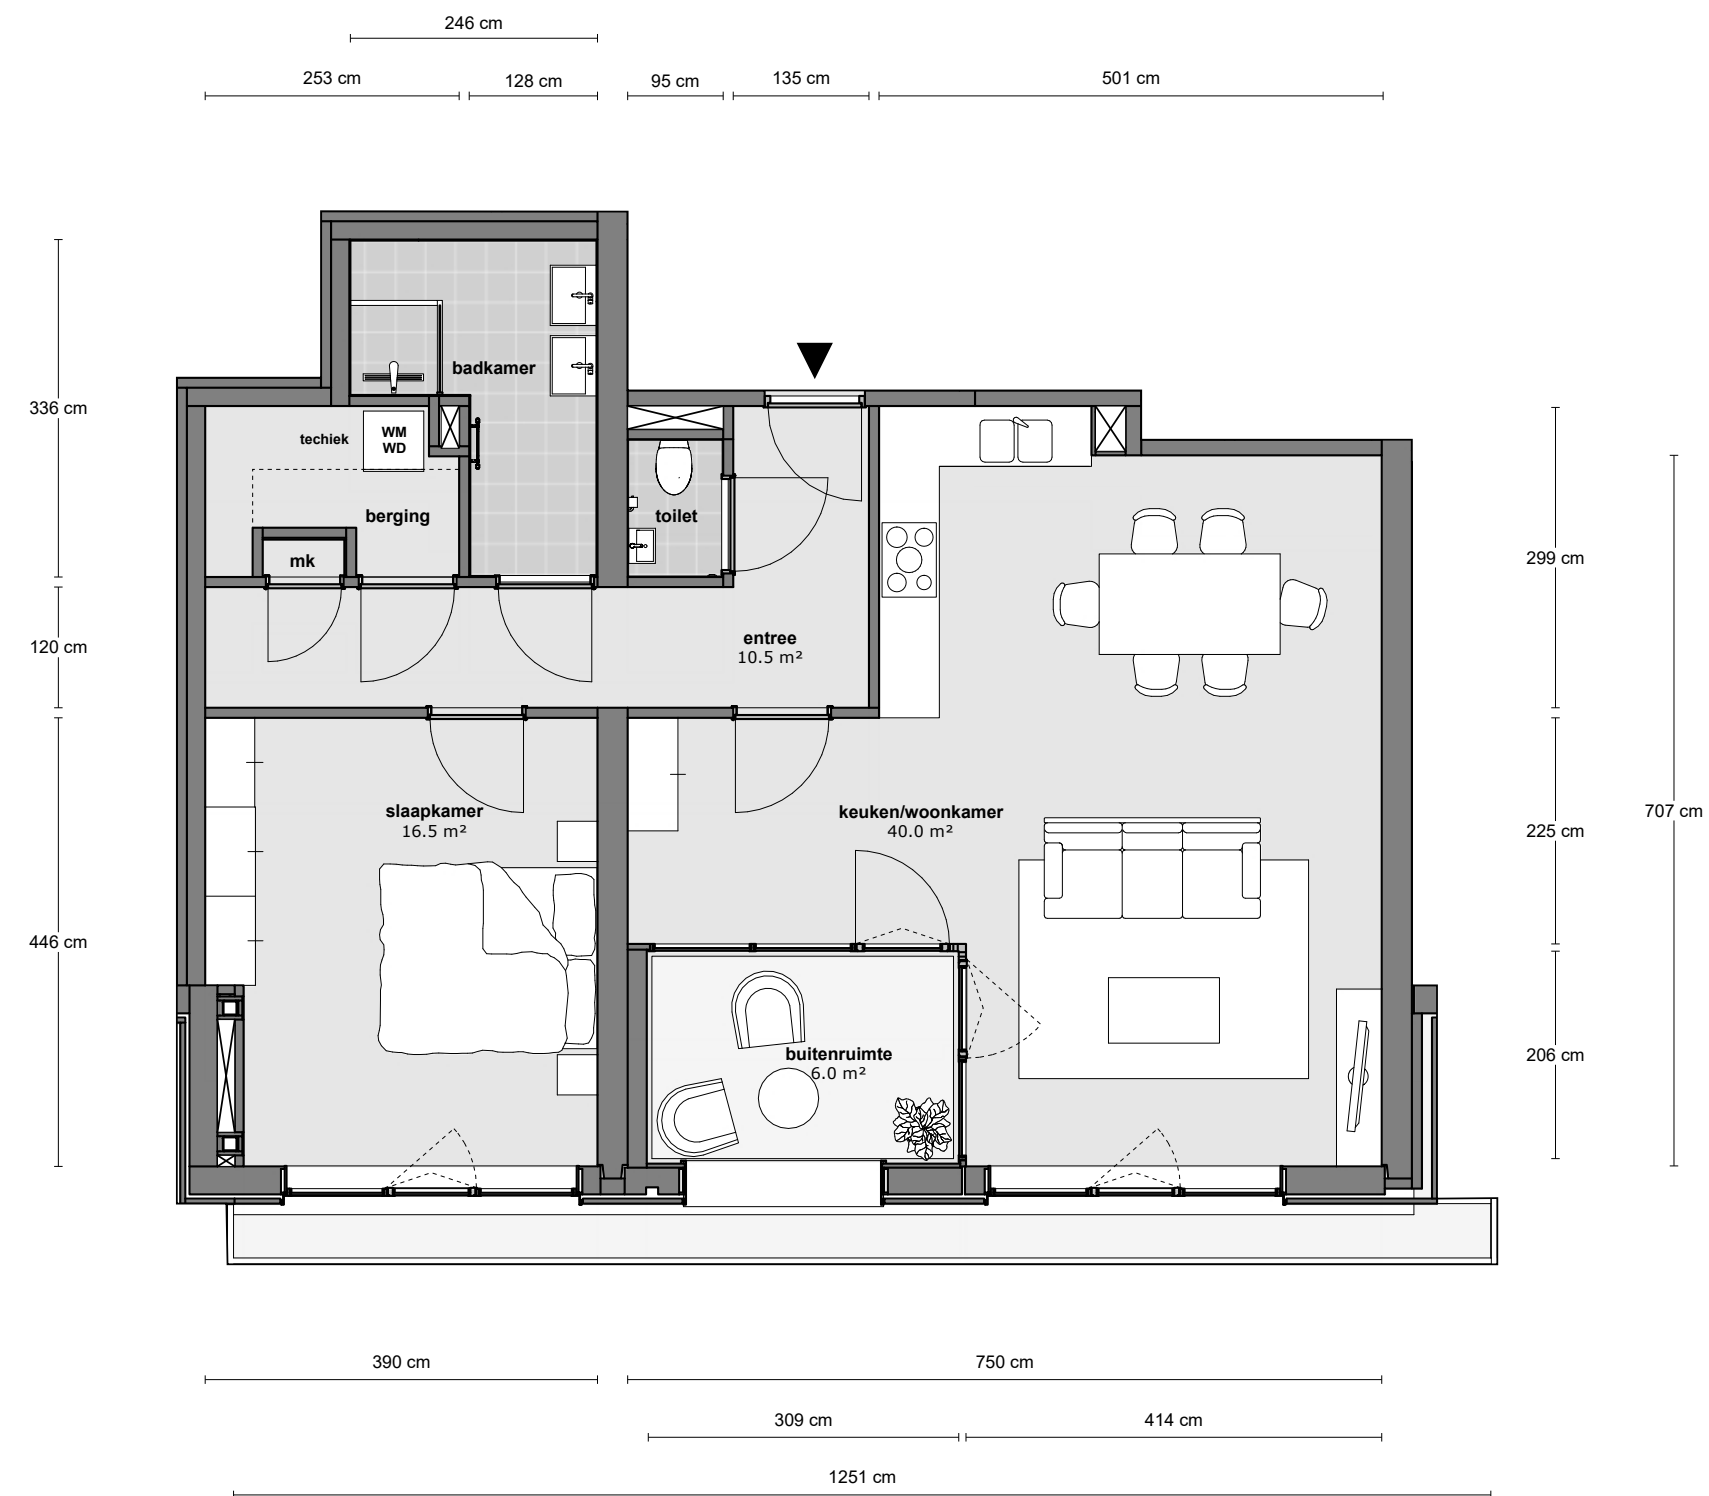 246 cm
253 cm
128 cm
95 cm
135 cm
501 cm
badkamer
336 cm
techiek
WM
WD
berging
toilet
mk
299 cm
120 cm
entree
10.5 m²
slaapkamer
16.5 m²
keuken/woonkamer
40.0 m²
707 cm
225 cm
446 cm
buitenruimte
6.0 m²
206 cm
390 cm
750 cm
309 cm
414 cm
1251 cm